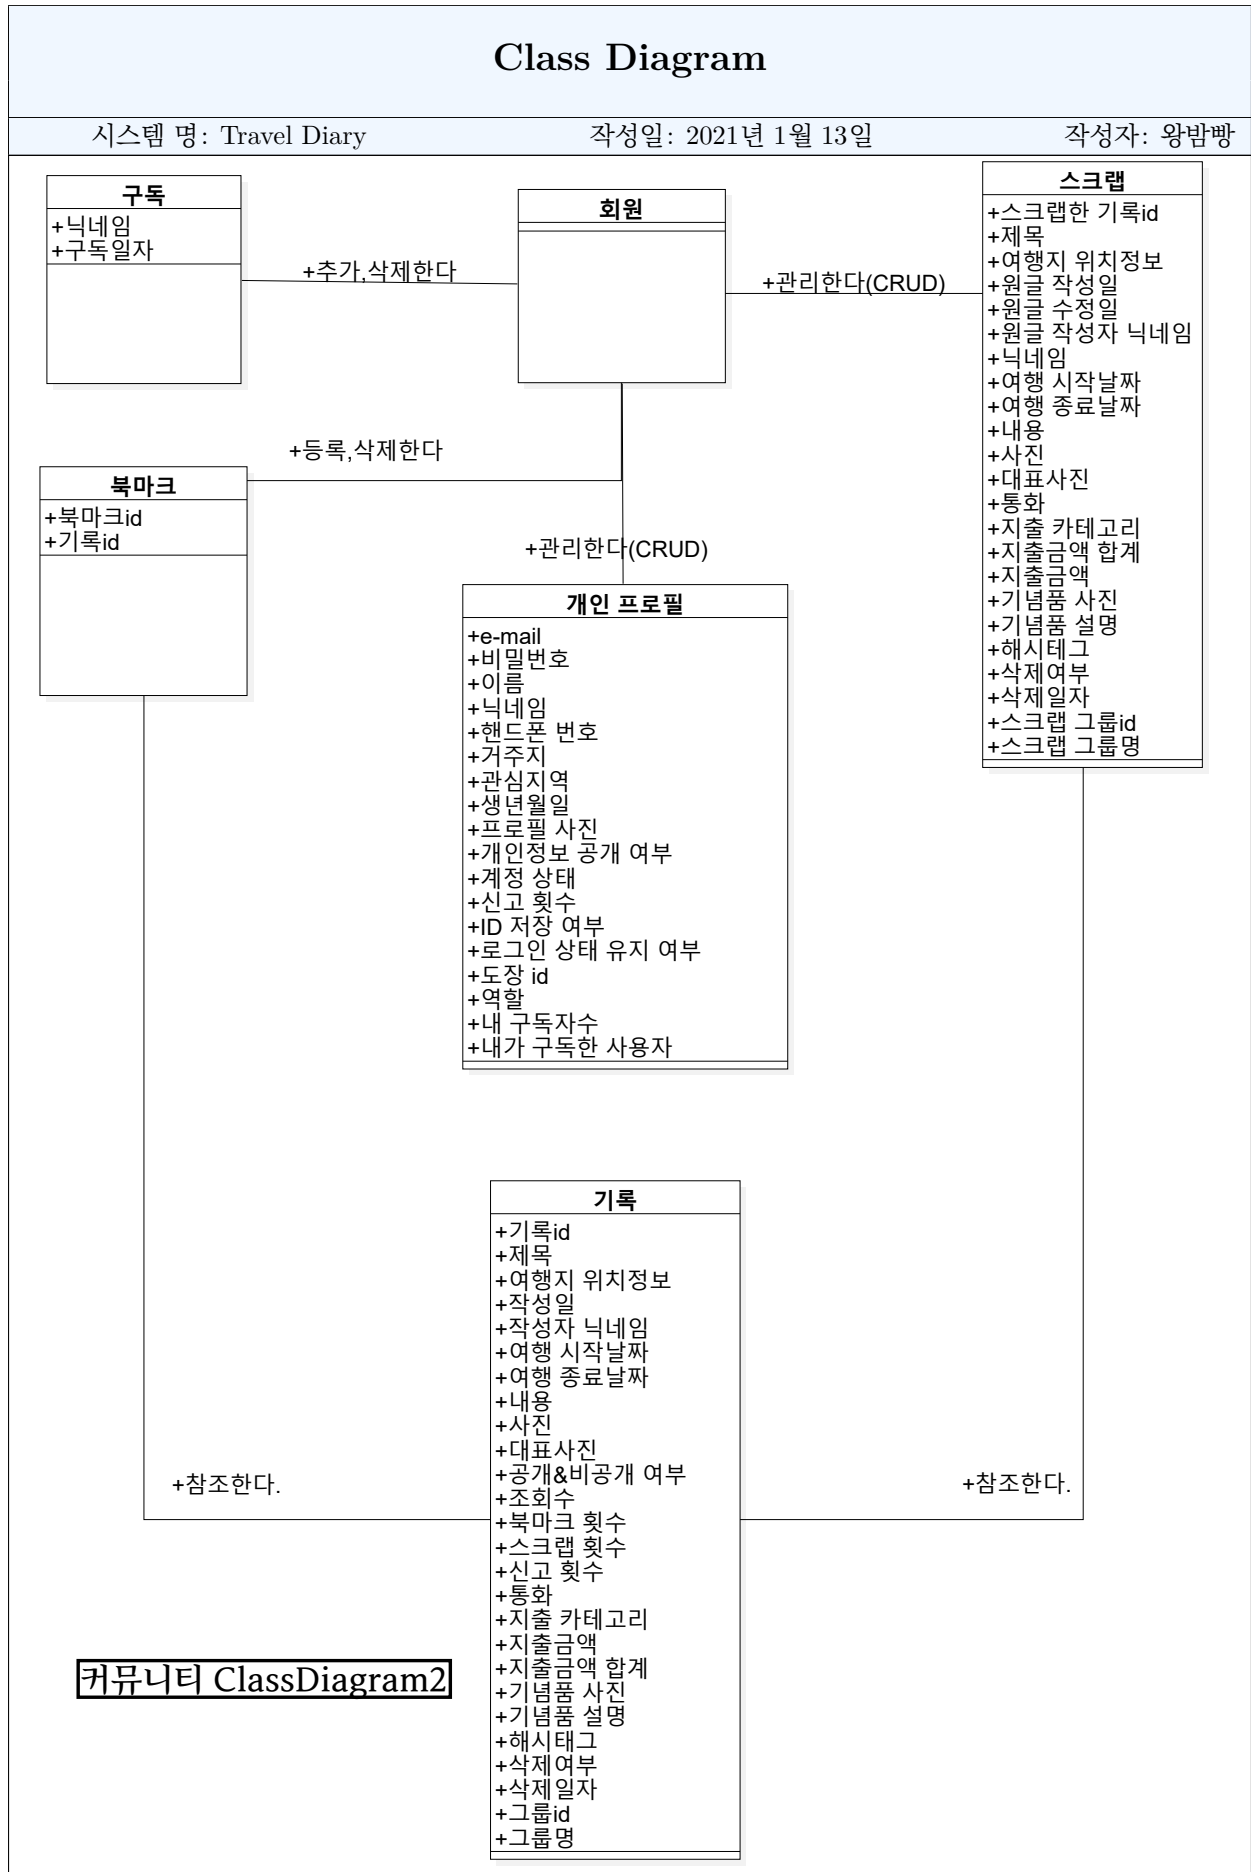 Class Diagram
시스템 명: Travel Diary 작성일: 2021년 1월 13일 작성자: 왕밤빵
구독
+닉네임
+구독일자
+추가,삭제한다
회원
+관리한다(CRUD)
스크랩
+스크랩한 기록id
+제목
+여행지 위치정보
+원글 작성일
+원글 수정일
+원글 작성자 닉네임
+닉네임
+여행 시작날짜
+여행 종료날짜
+내용
+사진
+대표사진
+통화
+지출 카테고리
+지출금액 합계
+지출금액
+기념품 사진
+기념품 설명
+해시테그
+삭제여부
+삭제일자
+스크랩 그룹id
+스크랩 그룹명
+등록,삭제한다
북마크
+북마크id
+기록id
+관리한다(CRUD)
개인 프로필
+e-mail
+비밀번호
+이름
+닉네임
+핸드폰 번호
+거주지
+관심지역
+생년월일
+프로필 사진
+개인정보 공개 여부
+계정 상태
+신고 횟수
+ID 저장 여부
+로그인 상태 유지 여부
+도장 id
+역할
+내 구독자수
+내가 구독한 사용자
기록
+기록id
+제목
+여행지 위치정보
+작성일
+작성자 닉네임
+여행 시작날짜
+여행 종료날짜
+내용
+사진
+대표사진
+공개&비공개 여부
+조회수
+북마크 횟수
+스크랩 횟수
+신고 횟수
+통화
+지출 카테고리
+지출금액
+지출금액 합계
+기념품 사진
+기념품 설명
+해시태그
+삭제여부
+삭제일자
+그룹id
+그룹명
+참조한다.
+참조한다.
커뮤니티 ClassDiagram2